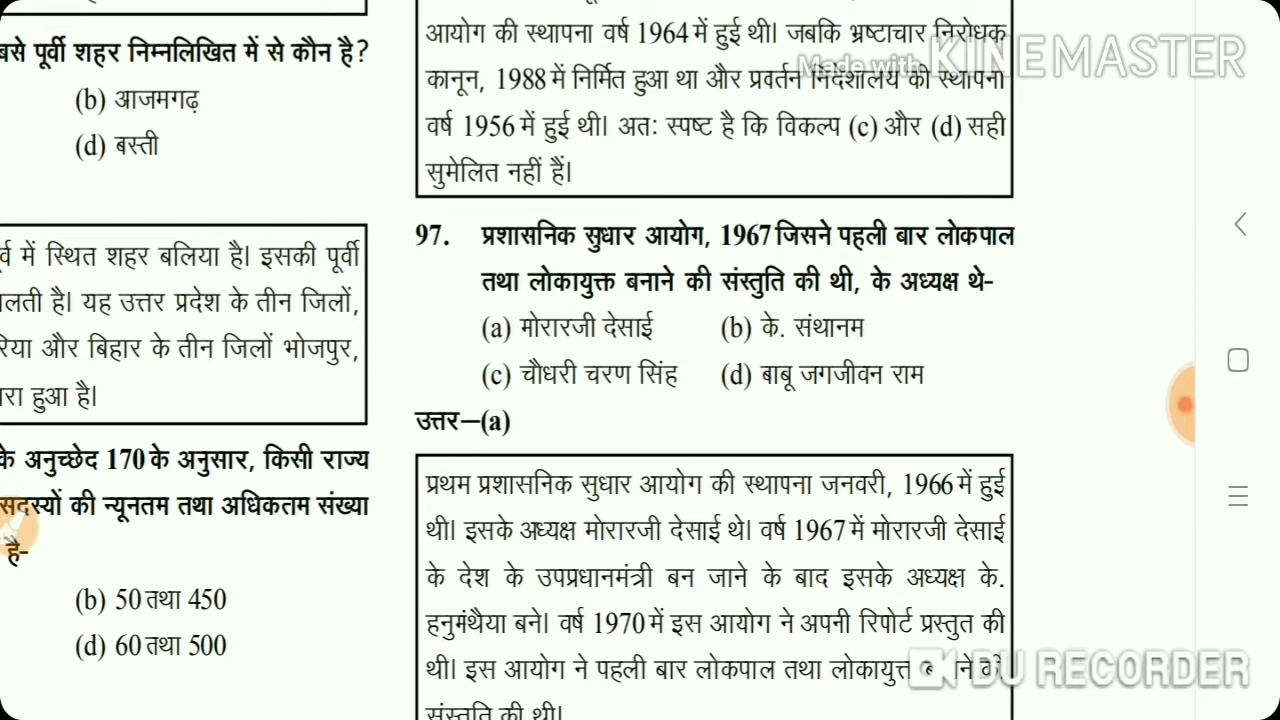 बसे पूर्वी शहर निम्नलिखित में से कौन है?
(b) आजमगढ़
(d) बस्ती
र्व में स्थित शहर बलिया है। इसकी पूर्वी
लती है। यह उत्तर प्रदेश के तीन जिलों,
रिया और बिहार के तीन जिलों भोजपुर,
रा हुआ है।
के अनुच्छेद 170 के अनुसार, किसी राज्य
सदस्यों की न्यूनतम तथा अधिकतम संख्या
है-
(b) 50 तथा 450
(d) 60 तथा 500
आयोग की स्थापना वर्ष 1964 में हुई थी। जबकि भ्रष्टाचार निरोधक
कानून, 1988 में निर्मित हुआ था और प्रवर्तन निदेशालय की स्थापना
वर्ष 1956 में हुई थी। अतः स्पष्ट है कि विकल्प (c) और (d) सही
सुमेलित नहीं हैं।
97. प्रशासनिक सुधार आयोग, 1967 जिसने पहली बार लोकपाल
तथा लोकायुक्त बनाने की संस्तुति की थी, के अध्यक्ष थे-
(a) मोरारजी देसाई (b) के. संथानम
(c) चौधरी चरण सिंह (d) बाबू जगजीवन राम
उत्तर—(a)
प्रथम प्रशासनिक सुधार आयोग की स्थापना जनवरी, 1966 में हुई
थी। इसके अध्यक्ष मोरारजी देसाई थे। वर्ष 1967 में मोरारजी देसाई
के देश के उपप्रधानमंत्री बन जाने के बाद इसके अध्यक्ष के.
हनुमंथैया बने। वर्ष 1970 में इस आयोग ने अपनी रिपोर्ट प्रस्तुत की
थी। इस आयोग ने पहली बार लोकपाल तथा लोकायुक्त बनाने की
संस्तुति की थी।
Made with KINEMASTER
DU RECORDER